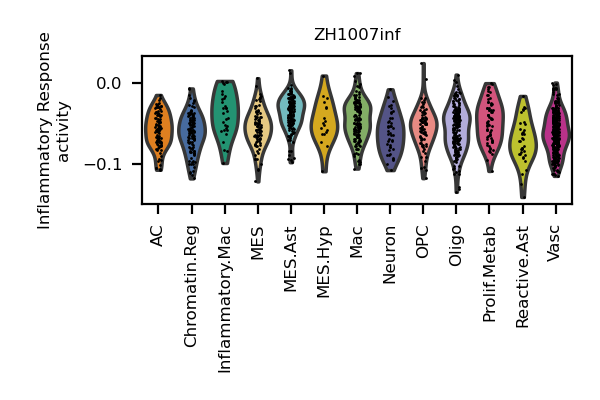 ZH1007inf
Inflammatory Response
activity
0.0
−0.1
AC
Chromatin.Reg
Inflammatory.Mac
MES
MES.Ast
MES.Hyp
Mac
Neuron
OPC
Oligo
Prolif.Metab
Reactive.Ast
Vasc